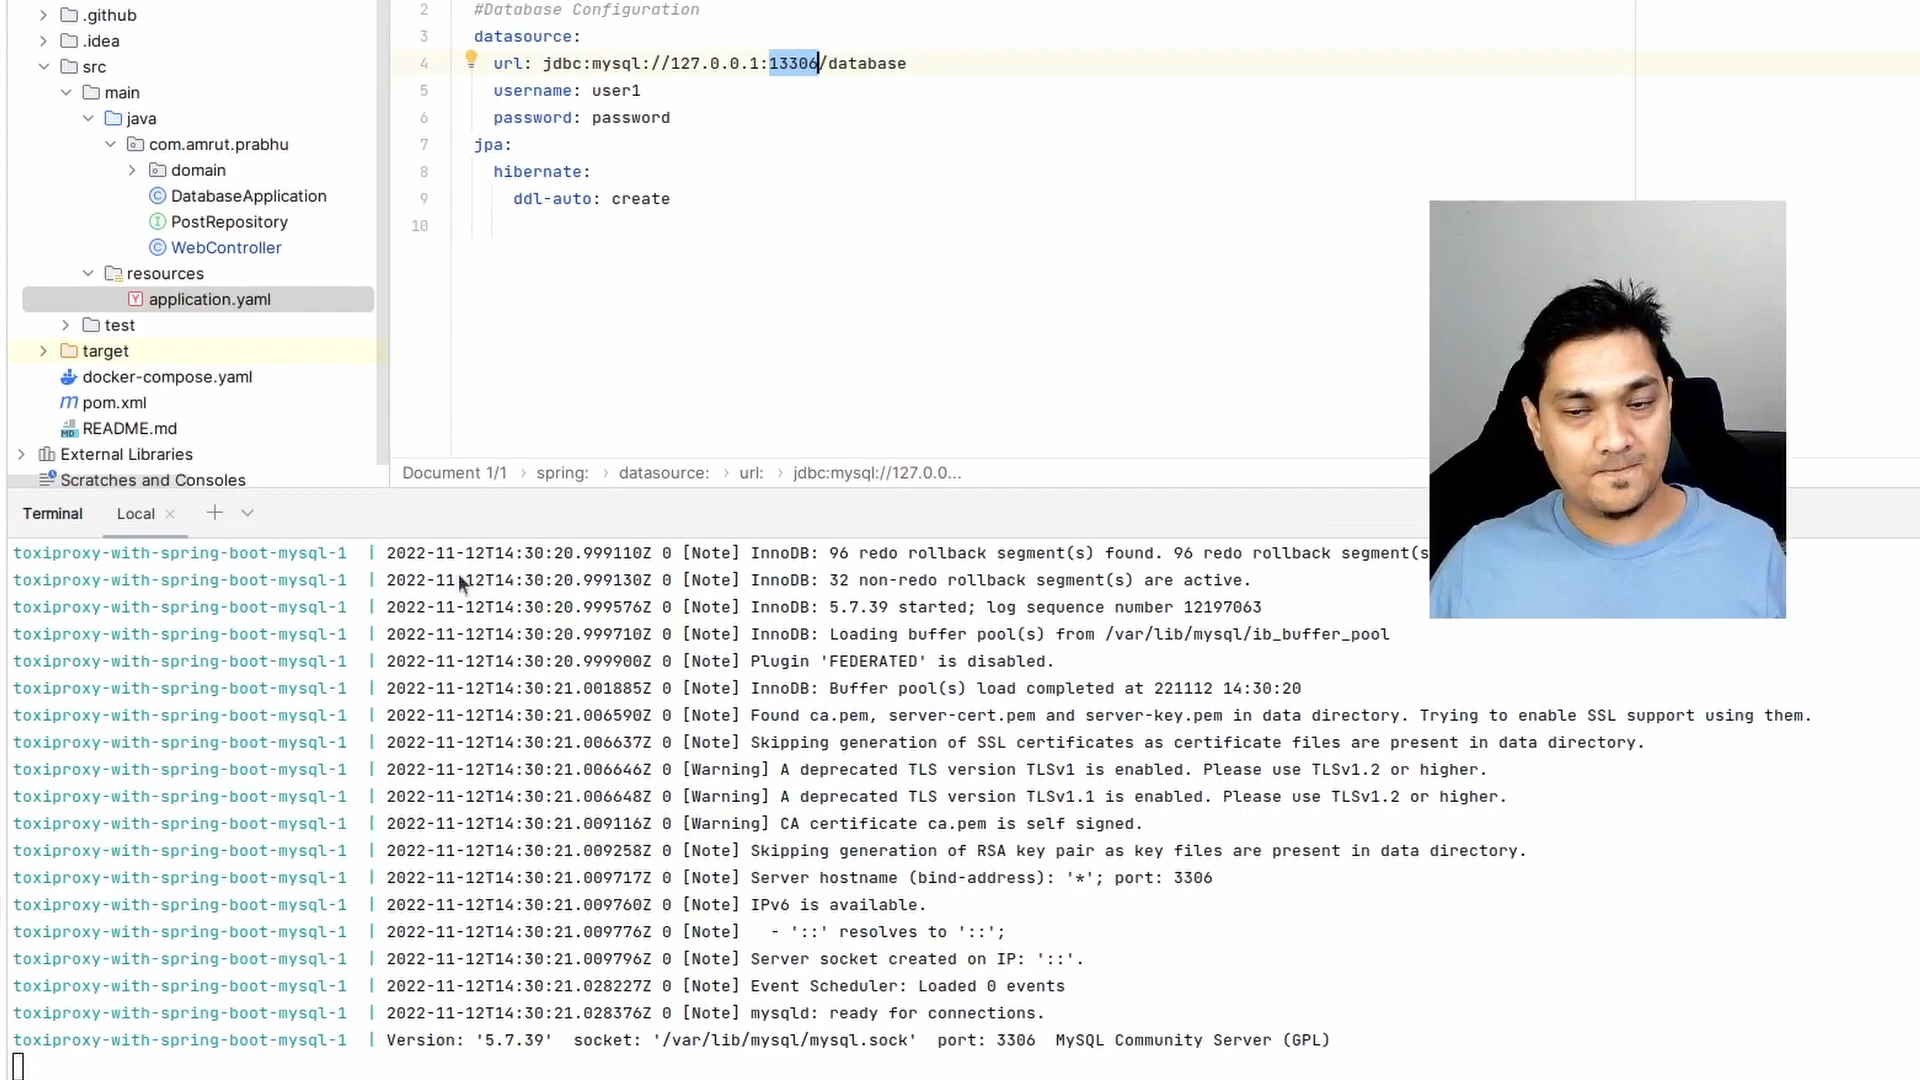 .github
.idea
src
main
java
com.amrut.prabhu
domain
DatabaseApplication
PostRepository
WebController
resources
application.yaml
test
target
docker-compose.yaml
pom.xml
README.md
External Libraries
Scratches and Consoles
2 #Database Configuration
3 datasource:
4 url: jdbc:mysql://127.0.0.1:13306/database
5 username: user1
6 password: password
7 jpa:
8 hibernate:
9 ddl-auto: create
10
Document 1/1 › spring: › datasource: › url: › jdbc:mysql://127.0.0...
Terminal Local × +
toxiproxy-with-spring-boot-mysql-1 | 2022-11-12T14:30:20.999110Z 0 [Note] InnoDB: 96 redo rollback segment(s) found. 96 redo rollback segment(s
toxiproxy-with-spring-boot-mysql-1 | 2022-11-12T14:30:20.999130Z 0 [Note] InnoDB: 32 non-redo rollback segment(s) are active.
toxiproxy-with-spring-boot-mysql-1 | 2022-11-12T14:30:20.999576Z 0 [Note] InnoDB: 5.7.39 started; log sequence number 12197063
toxiproxy-with-spring-boot-mysql-1 | 2022-11-12T14:30:20.999710Z 0 [Note] InnoDB: Loading buffer pool(s) from /var/lib/mysql/ib_buffer_pool
toxiproxy-with-spring-boot-mysql-1 | 2022-11-12T14:30:20.999900Z 0 [Note] Plugin 'FEDERATED' is disabled.
toxiproxy-with-spring-boot-mysql-1 | 2022-11-12T14:30:21.001885Z 0 [Note] InnoDB: Buffer pool(s) load completed at 221112 14:30:20
toxiproxy-with-spring-boot-mysql-1 | 2022-11-12T14:30:21.006590Z 0 [Note] Found ca.pem, server-cert.pem and server-key.pem in data directory. Trying to enable SSL support using them.
toxiproxy-with-spring-boot-mysql-1 | 2022-11-12T14:30:21.006637Z 0 [Note] Skipping generation of SSL certificates as certificate files are present in data directory.
toxiproxy-with-spring-boot-mysql-1 | 2022-11-12T14:30:21.006646Z 0 [Warning] A deprecated TLS version TLSv1 is enabled. Please use TLSv1.2 or higher.
toxiproxy-with-spring-boot-mysql-1 | 2022-11-12T14:30:21.006648Z 0 [Warning] A deprecated TLS version TLSv1.1 is enabled. Please use TLSv1.2 or higher.
toxiproxy-with-spring-boot-mysql-1 | 2022-11-12T14:30:21.009116Z 0 [Warning] CA certificate ca.pem is self signed.
toxiproxy-with-spring-boot-mysql-1 | 2022-11-12T14:30:21.009258Z 0 [Note] Skipping generation of RSA key pair as key files are present in data directory.
toxiproxy-with-spring-boot-mysql-1 | 2022-11-12T14:30:21.009717Z 0 [Note] Server hostname (bind-address): '*'; port: 3306
toxiproxy-with-spring-boot-mysql-1 | 2022-11-12T14:30:21.009760Z 0 [Note] IPv6 is available.
toxiproxy-with-spring-boot-mysql-1 | 2022-11-12T14:30:21.009776Z 0 [Note]   - '::' resolves to '::';
toxiproxy-with-spring-boot-mysql-1 | 2022-11-12T14:30:21.009796Z 0 [Note] Server socket created on IP: '::'.
toxiproxy-with-spring-boot-mysql-1 | 2022-11-12T14:30:21.028227Z 0 [Note] Event Scheduler: Loaded 0 events
toxiproxy-with-spring-boot-mysql-1 | 2022-11-12T14:30:21.028376Z 0 [Note] mysqld: ready for connections.
toxiproxy-with-spring-boot-mysql-1 | Version: '5.7.39'  socket: '/var/lib/mysql/mysql.sock'  port: 3306  MySQL Community Server (GPL)